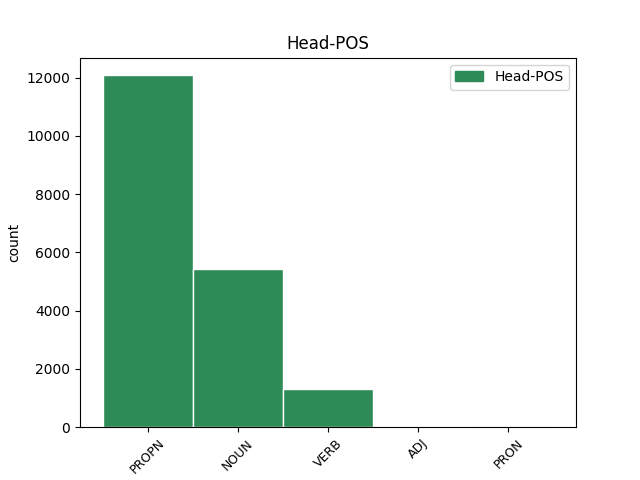 Head-POS
Head-POS
count
12000
10000
8000
6000
4000
2000
0
PROPN
NOUN
VERB
ADJ
PRON